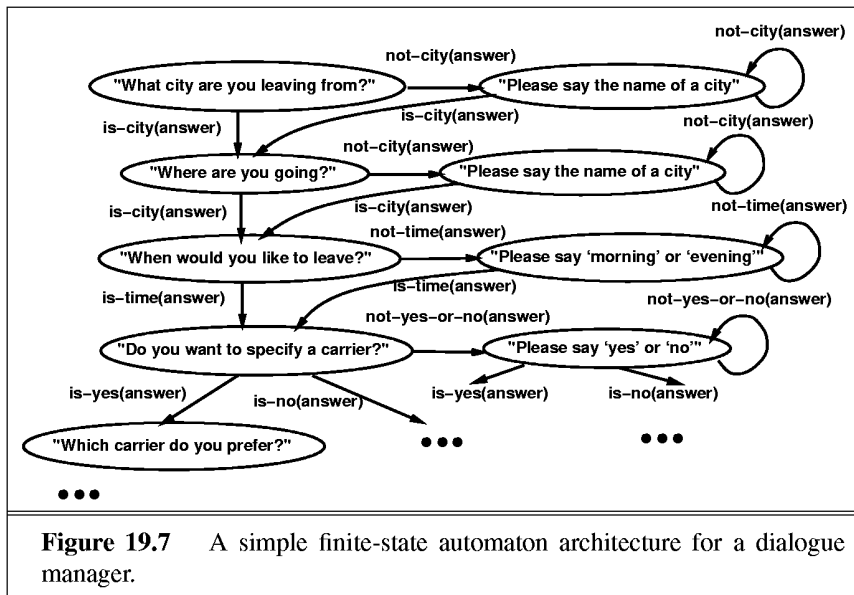 not-city(answer)
not-city(answer)
"What city are you leaving from?"
"Please say the name of a city"
is-city(answer)
is-city(answer)
not-city(answer)
not-city(answer)
"Where are you going?"
"Please say the name of a city"
is-city(answer)
is-city(answer)
not-time(answer)
not-time(answer)
"When would you like to leave?"
"Please say 'morning' or 'evening'"
is-time(answer)
is-time(answer)
not-yes-or-no(answer)
not-yes-or-no(answer)
"Do you want to specify a carrier?"
"Please say 'yes' or 'no'"
is-yes(answer)
is-no(answer)
is-yes(answer)
is-no(answer)
"Which carrier do you prefer?"
●●●
●●●
●●●
Figure 19.7 A simple finite-state automaton architecture for a dialogue
manager.